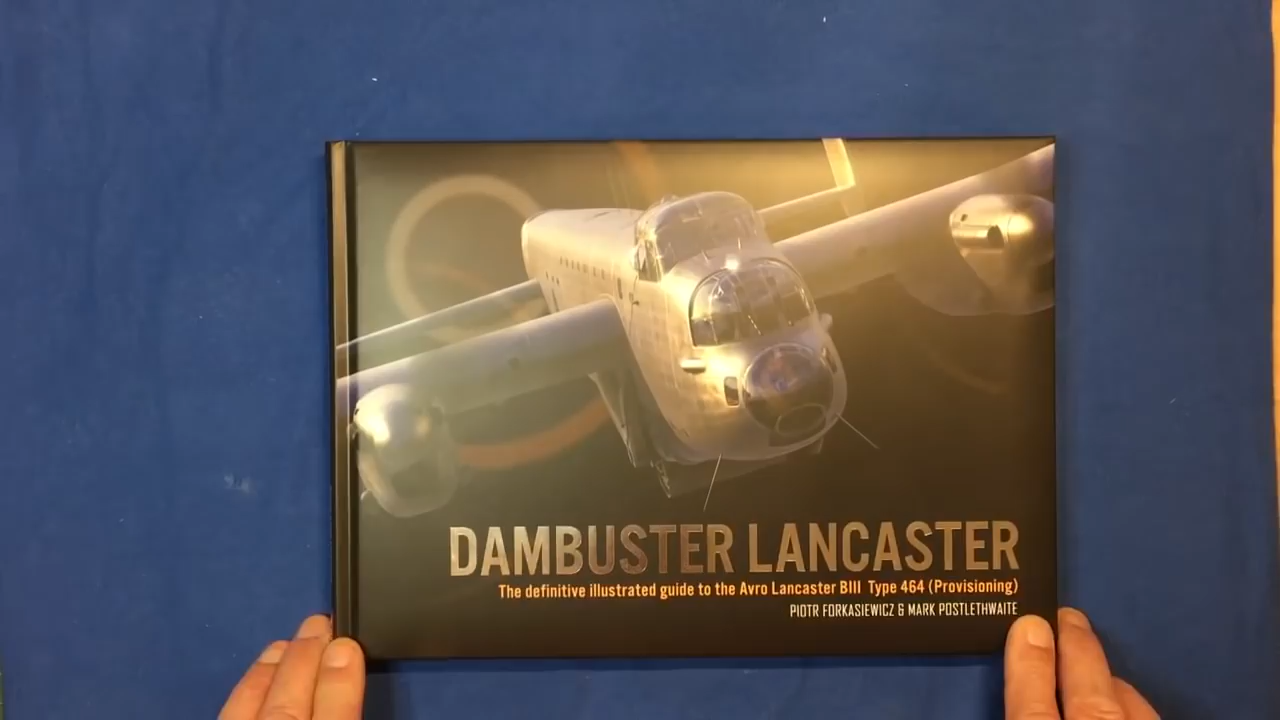 DAMBUSTER LANCASTER
The definitive illustrated guide to the Avro Lancaster BIII Type 464 (Provisioning)
PIOTR FORKASIEWICZ & MARK POSTLETHWAITE